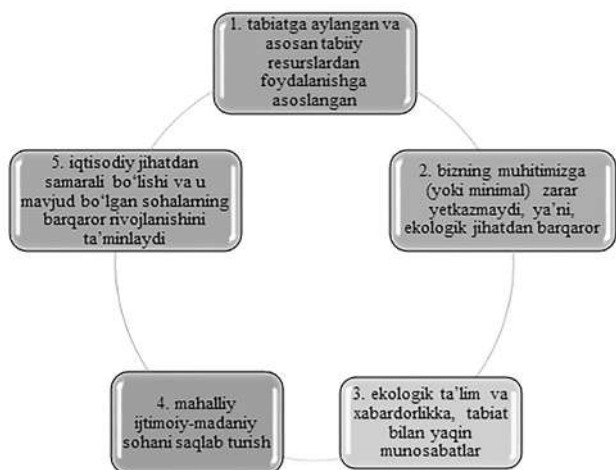 1. tabiatga aylangan va
asosan tabiiy
resurslardan
foydalanishga
asoslangan
2. bizning muhitimizga
(yoki minimal) zarar
yetkazmaydi, ya’ni,
ekologik jihatdan barqaror
3. ekologik ta’lim va
xabardorlikka, tabiat
bilan yaqin
munosabatlar
4. mahalliy
ijtimoiy-madaniy
sohani saqlab turish
5. iqtisodiy jihatdan
samarali bo‘lishi va u
mavjud bo‘lgan sohalarning
barqaror rivojlanishini
ta’minlaydi